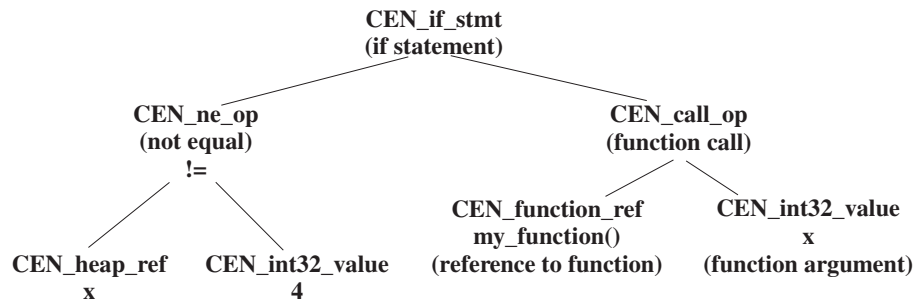 CEN_if_stmt
(if statement)
CEN_ne_op
(not equal)
!=
CEN_call_op
(function call)
CEN_heap_ref
x
CEN_int32_value
4
CEN_function_ref
my_function()
(reference to function)
CEN_int32_value
x
(function argument)